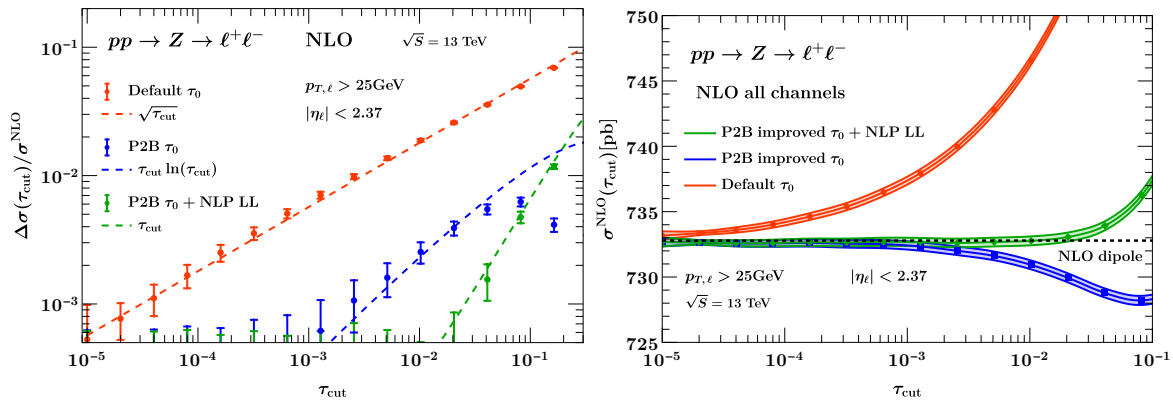 pp → Z → ℓ⁺ℓ⁻ NLO √S = 13 TeV
Default τ₀
√τcut
P2B τ₀
τcut ln(τcut)
P2B τ₀ + NLP LL
τcut
pT,ℓ > 25GeV
|ηℓ| < 2.37
Δσ(τcut)/σᴺᴸᴼ
10⁻¹
10⁻²
10⁻³
10⁻⁵ 10⁻⁴ 10⁻³ 10⁻² 10⁻¹
τcut
pp → Z → ℓ⁺ℓ⁻
NLO all channels
P2B improved τ₀ + NLP LL
P2B improved τ₀
Default τ₀
NLO dipole
pT,ℓ > 25GeV |ηℓ| < 2.37
√S = 13 TeV
σᴺᴸᴼ(τcut)[pb]
750
745
740
735
730
725
10⁻⁵ 10⁻⁴ 10⁻³ 10⁻² 10⁻¹
τcut